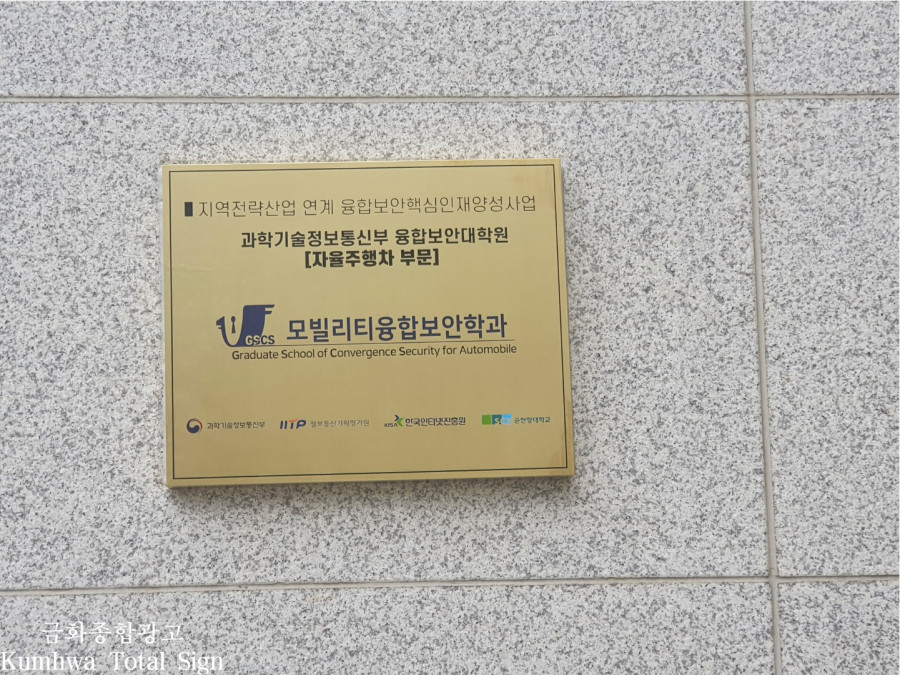 지역전략산업 연계 융합보안핵심인재양성사업
과학기술정보통신부 융합보안대학원
[자율주행차 부문]
GSCS 모빌리티융합보안학과
Graduate School of Convergence Security for Automobile
과학기술정보통신부 IITP 정보통신기획평가원 KISA 한국인터넷진흥원 순천향대학교
금화종합광고
Kumhwa Total Sign